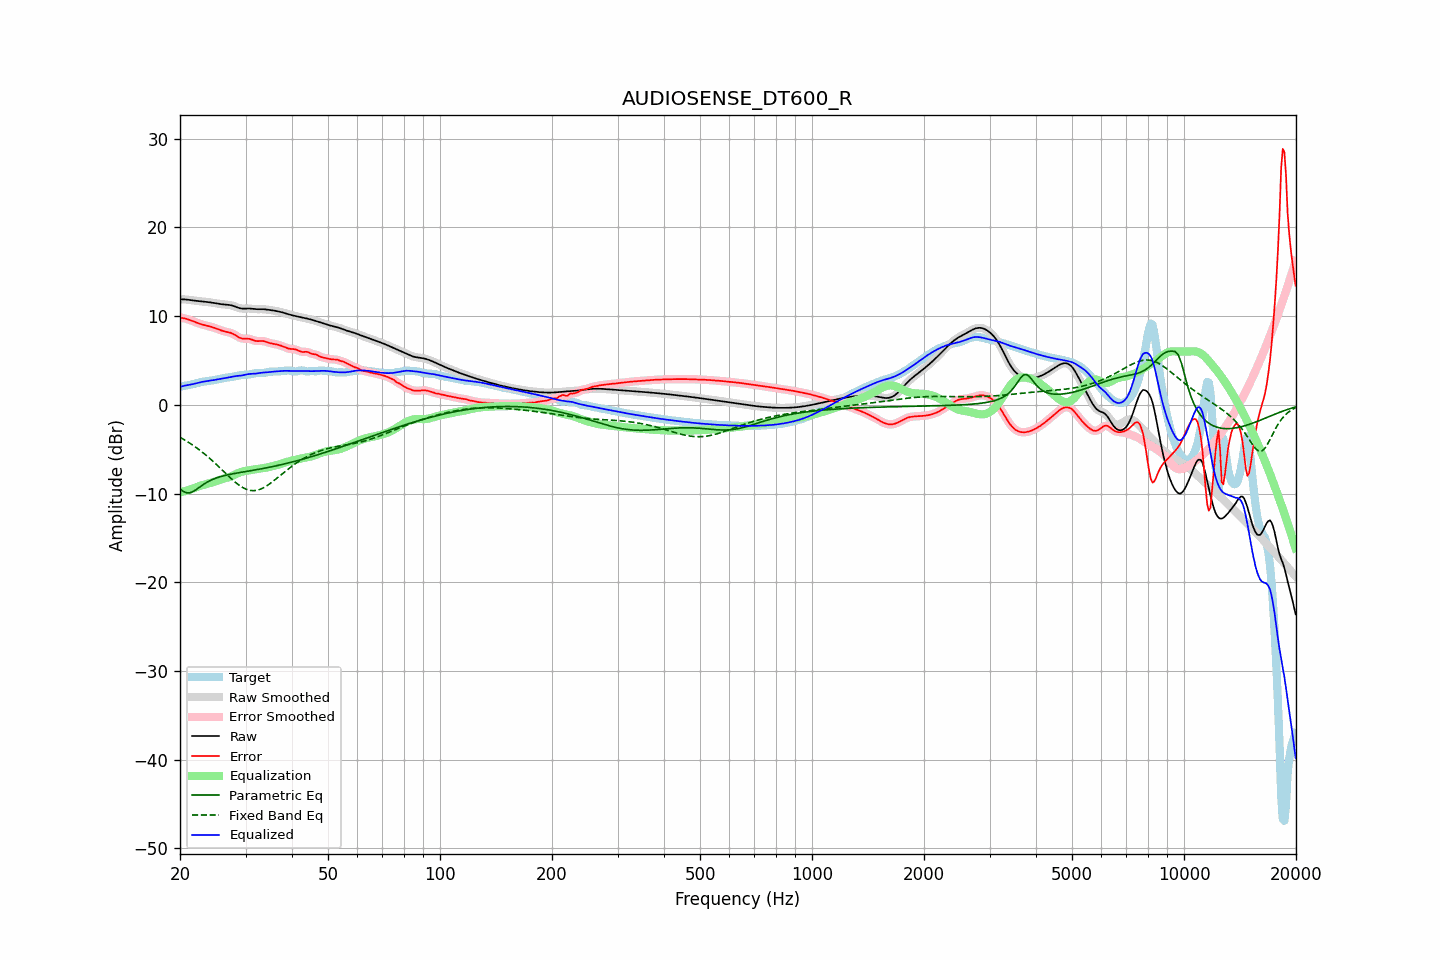 AUDIOSENSE_DT600_R
30
20
10
0
−10
−20
−30
−40
−50
Amplitude (dBr)
Target
Raw Smoothed
Error Smoothed
Raw
Error
Equalization
Parametric Eq
Fixed Band Eq
Equalized
20 50 100 200 500 1000 2000 5000 10000 20000
Frequency (Hz)